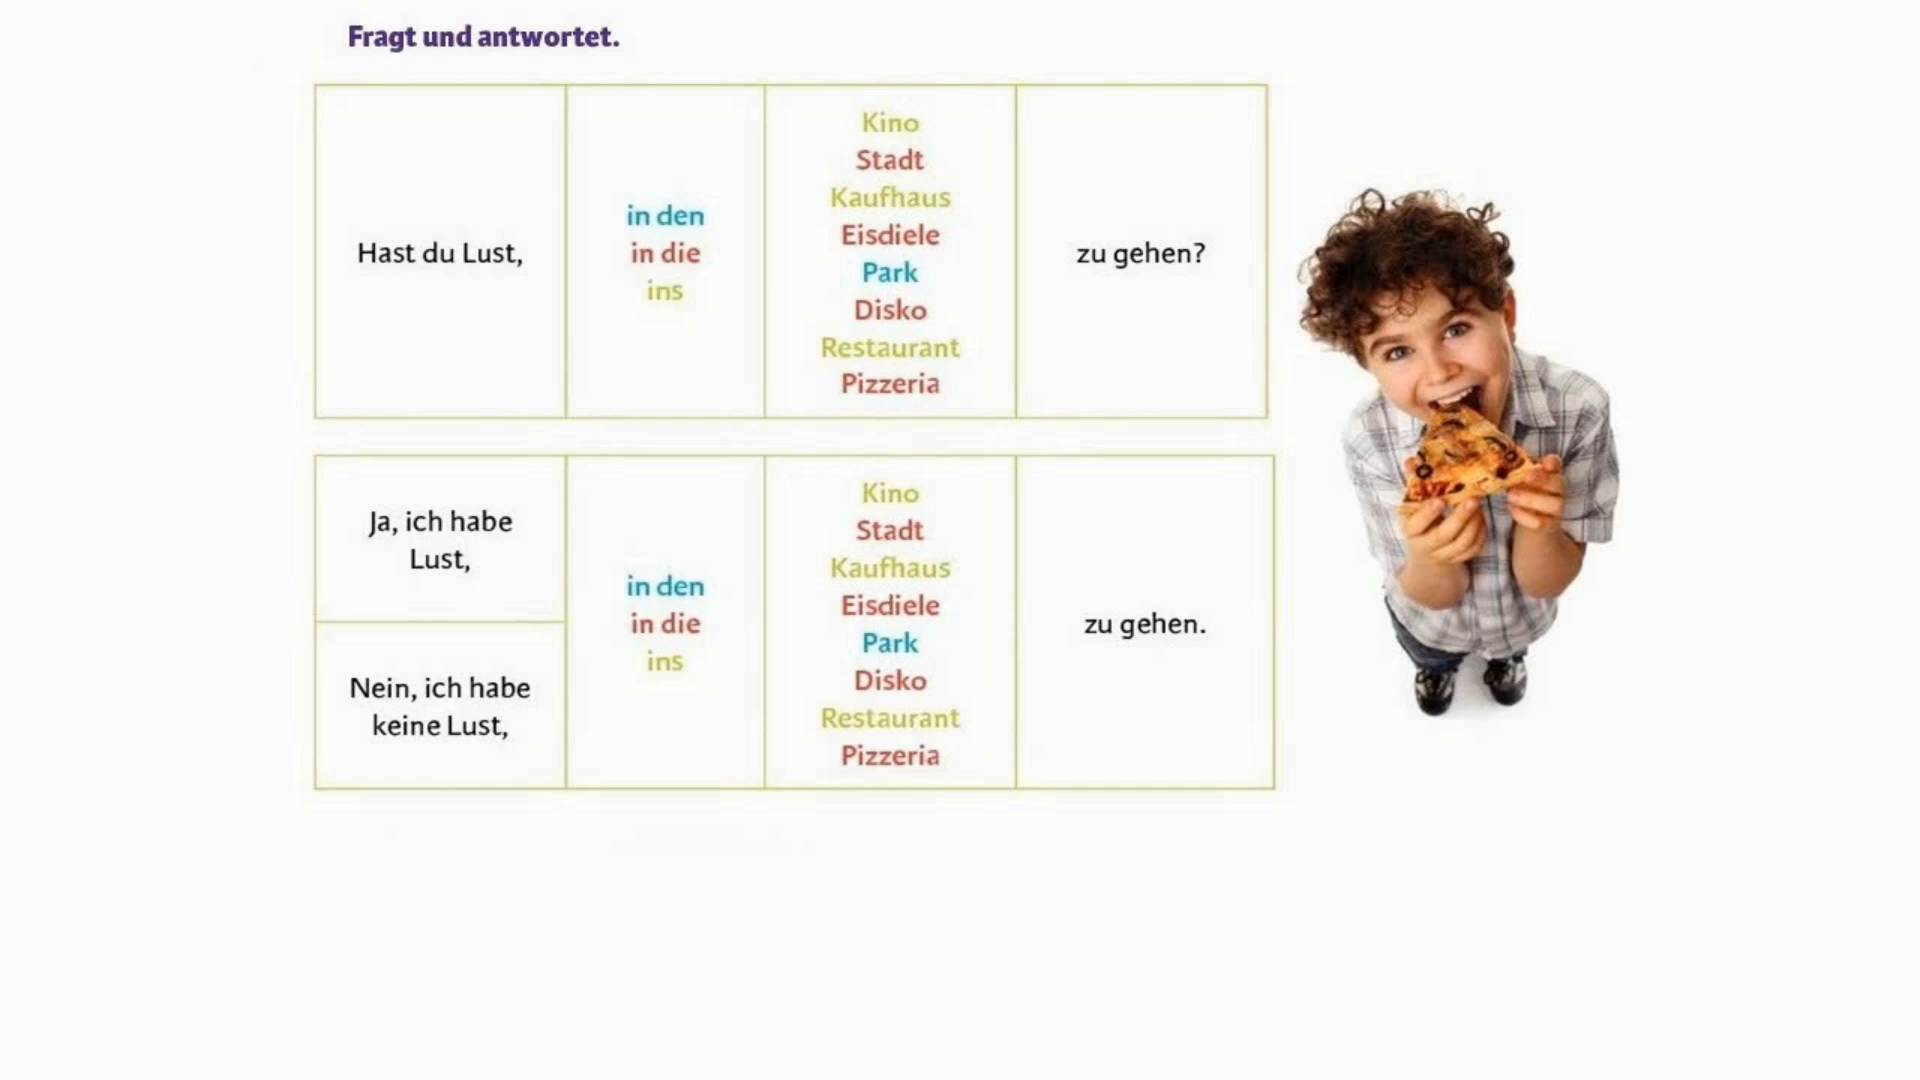 Fragt und antwortet.
Hast du Lust,
in den
in die
ins
Kino
Stadt
Kaufhaus
Eisdiele
Park
Disko
Restaurant
Pizzeria
zu gehen?
Ja, ich habe
Lust,
Nein, ich habe
keine Lust,
in den
in die
ins
Kino
Stadt
Kaufhaus
Eisdiele
Park
Disko
Restaurant
Pizzeria
zu gehen.